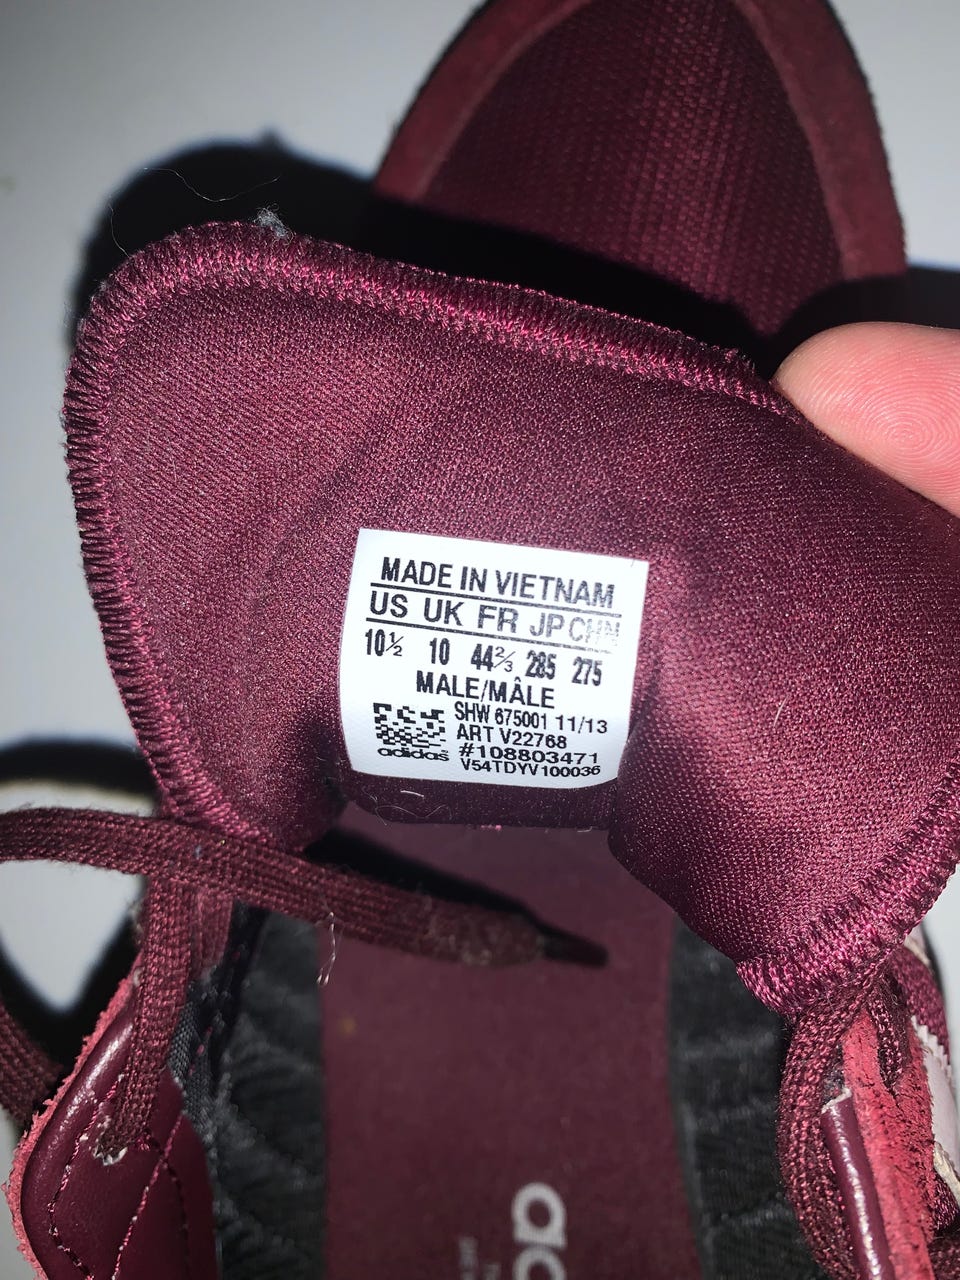 MADE IN VIETNAM
US UK FR JP CHN
10½ 10 44⅔ 285 275
MALE/MÂLE
SHW 675001 11/13
ART V22768
#108803471
V54TDYV100036
adidas
ad